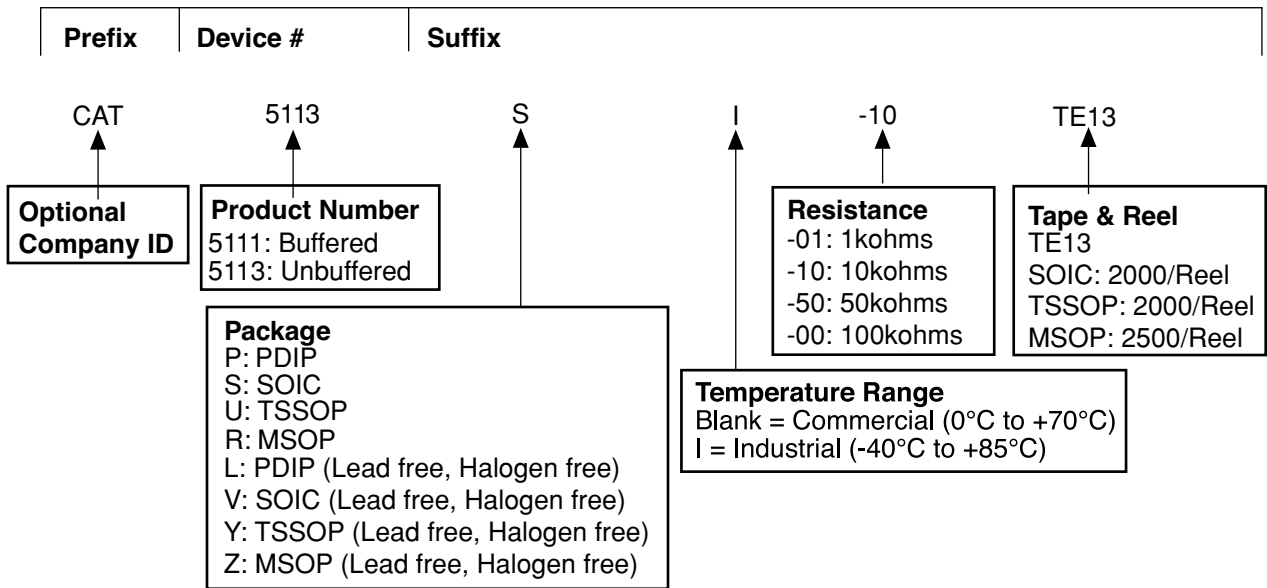 Prefix Device # Suffix
CAT 5113 S I -10 TE13
Optional
Company ID
Product Number
5111: Buffered
5113: Unbuffered
Package
P: PDIP
S: SOIC
U: TSSOP
R: MSOP
L: PDIP (Lead free, Halogen free)
V: SOIC (Lead free, Halogen free)
Y: TSSOP (Lead free, Halogen free)
Z: MSOP (Lead free, Halogen free)
Temperature Range
Blank = Commercial (0°C to +70°C)
I = Industrial (-40°C to +85°C)
Resistance
-01: 1kohms
-10: 10kohms
-50: 50kohms
-00: 100kohms
Tape & Reel
TE13
SOIC: 2000/Reel
TSSOP: 2000/Reel
MSOP: 2500/Reel